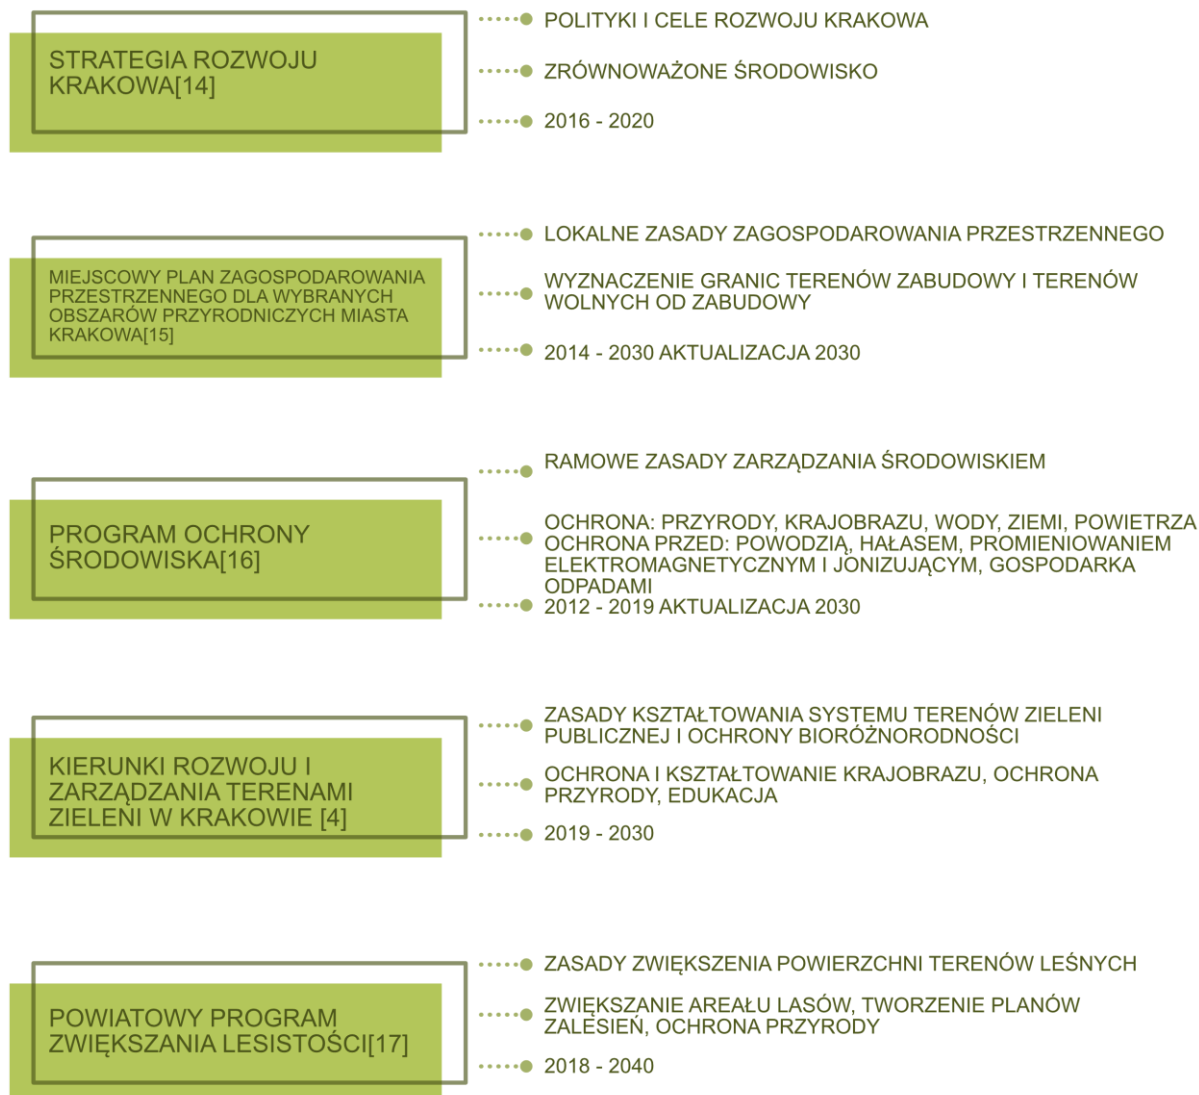 STRATEGIA ROZWOJU
KRAKOWA[14]
POLITYKI I CELE ROZWOJU KRAKOWA
ZRÓWNOWAŻONE ŚRODOWISKO
2016 - 2020
MIEJSCOWY PLAN ZAGOSPODAROWANIA
PRZESTRZENNEGO DLA WYBRANYCH
OBSZARÓW PRZYRODNICZYCH MIASTA
KRAKOWA[15]
LOKALNE ZASADY ZAGOSPODAROWANIA PRZESTRZENNEGO
WYZNACZENIE GRANIC TERENÓW ZABUDOWY I TERENÓW
WOLNYCH OD ZABUDOWY
2014 - 2030 AKTUALIZACJA 2030
PROGRAM OCHRONY
ŚRODOWISKA[16]
RAMOWE ZASADY ZARZĄDZANIA ŚRODOWISKIEM
OCHRONA: PRZYRODY, KRAJOBRAZU, WODY, ZIEMI, POWIETRZA
OCHRONA PRZED: POWODZIĄ, HAŁASEM, PROMIENIOWANIEM
ELEKTROMAGNETYCZNYM I JONIZUJĄCYM, GOSPODARKA
ODPADAMI
2012 - 2019 AKTUALIZACJA 2030
KIERUNKI ROZWOJU I
ZARZĄDZANIA TERENAMI
ZIELENI W KRAKOWIE [4]
ZASADY KSZTAŁTOWANIA SYSTEMU TERENÓW ZIELENI
PUBLICZNEJ I OCHRONY BIORÓŻNORODNOŚCI
OCHRONA I KSZTAŁTOWANIE KRAJOBRAZU, OCHRONA
PRZYRODY, EDUKACJA
2019 - 2030
POWIATOWY PROGRAM
ZWIĘKSZANIA LESISTOŚCI[17]
ZASADY ZWIĘKSZENIA POWIERZCHNI TERENÓW LEŚNYCH
ZWIĘKSZANIE AREAŁU LASÓW, TWORZENIE PLANÓW
ZALESIEŃ, OCHRONA PRZYRODY
2018 - 2040